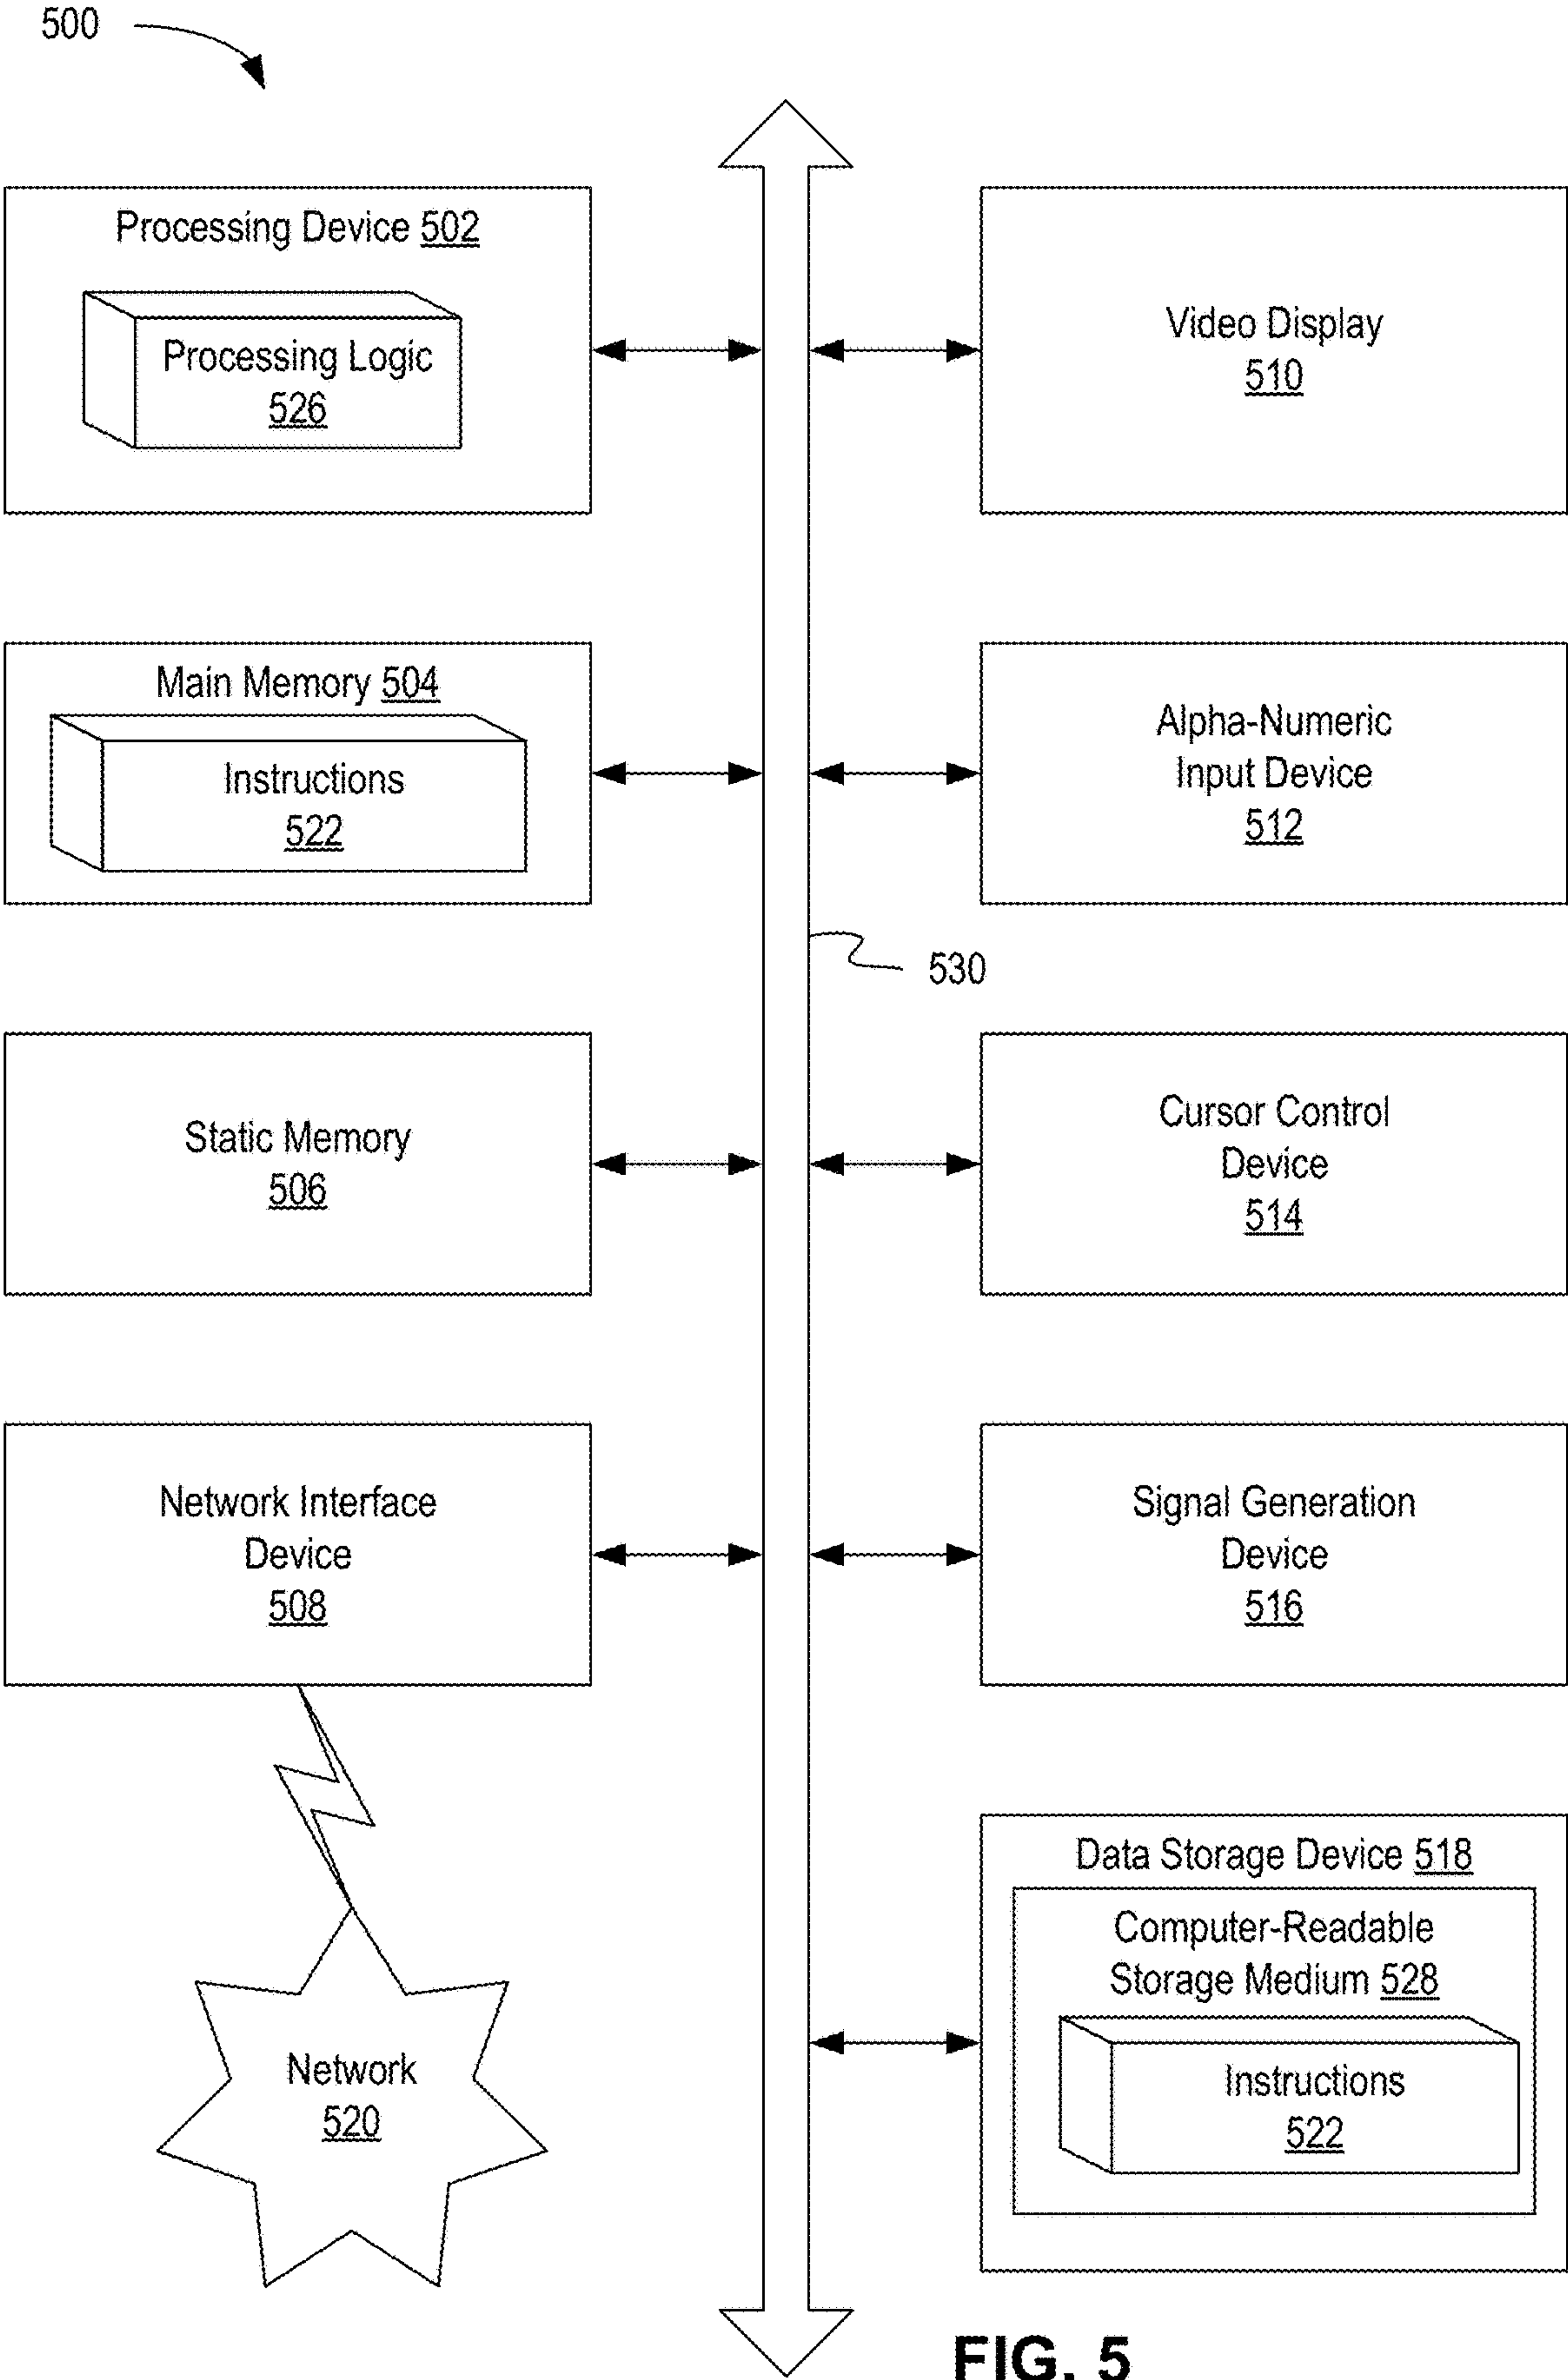 500
Processing Device 502
Processing Logic
526
Video Display
510
Main Memory 504
Instructions
522
Alpha-Numeric
Input Device
512
530
Static Memory
506
Cursor Control
Device
514
Network Interface
Device
508
Signal Generation
Device
516
Data Storage Device 518
Computer-Readable
Storage Medium 528
Instructions
522
Network
520
FIG. 5